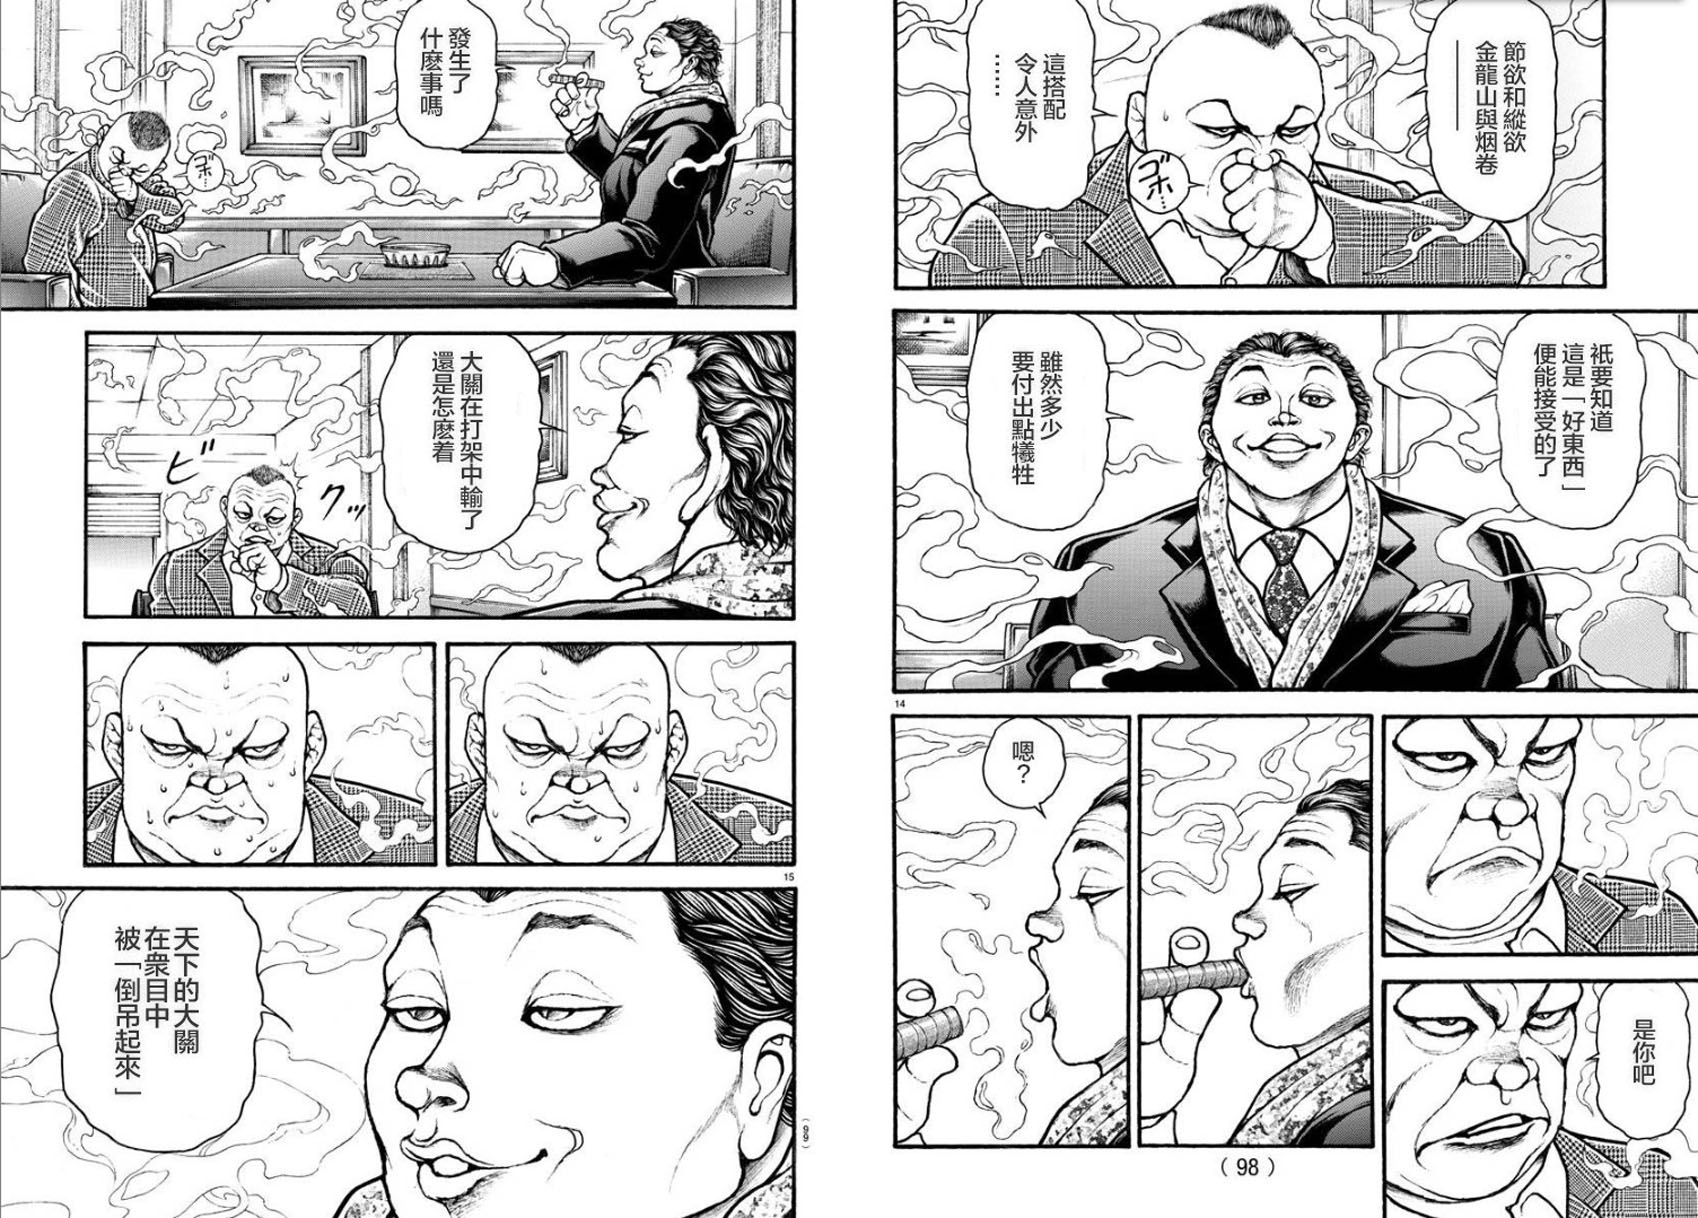 節欲和縱欲
金龍山與烟卷
——
這搭配
令人意外
……
ゴホ…
衹要知道
這是「好東西」
便能接受的了
雖然多少
要付出點犧牲
14
是你吧
嗯？
( 98 )
發生了
什麽事嗎
ゴホ…
大關在打架中輸了
還是怎麽着
ビクッ
15
天下的大關
在衆目中
被「倒吊起來」
( 99 )